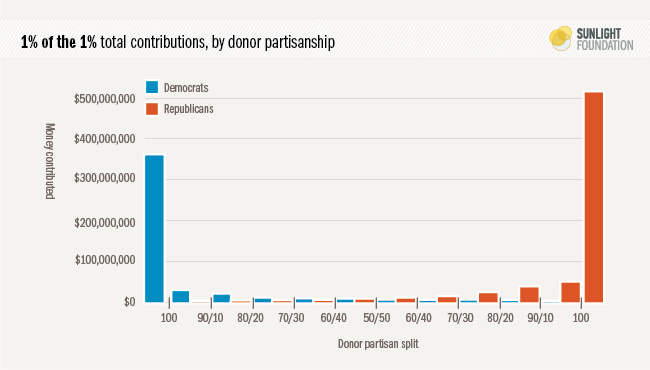 1% of the 1% total contributions, by donor partisanship
SUNLIGHT
FOUNDATION
Democrats
Republicans
Money contributed
$500,000,000
$400,000,000
$300,000,000
$200,000,000
$100,000,000
$0
100 90/10 80/20 70/30 60/40 50/50 60/40 70/30 80/20 90/10 100
Donor partisan split